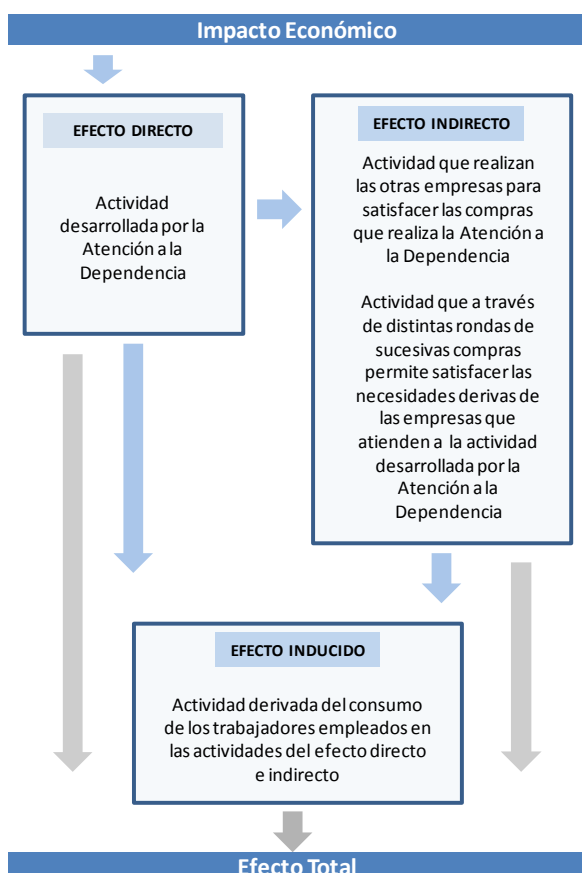 Impacto Económico
EFECTO DIRECTO
Actividad
desarrollada por la
Atención a la
Dependencia
EFECTO INDIRECTO
Actividad que realizan
las otras empresas para
satisfacer las compras
que realiza la Atención a
la Dependencia
Actividad que a través
de distintas rondas de
sucesivas compras
permite satisfacer las
necesidades derivas de
las empresas que
atienden a la actividad
desarrollada por la
Atención a la
Dependencia
EFECTO INDUCIDO
Actividad derivada del consumo
de los trabajadores empleados en
las actividades del efecto directo
e indirecto
Efecto Total